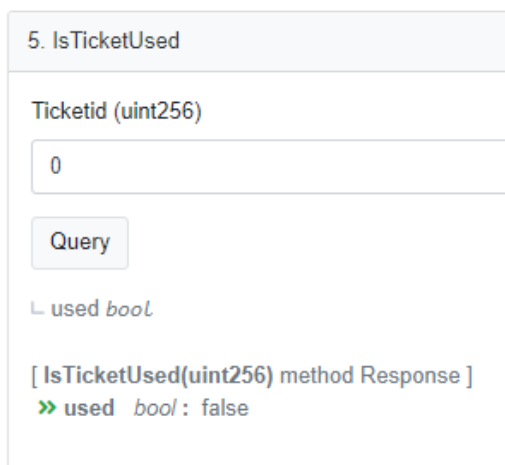 5. IsTicketUsed
Ticketid (uint256)
0
Query
used bool
[ IsTicketUsed(uint256) method Response ]
used bool : false